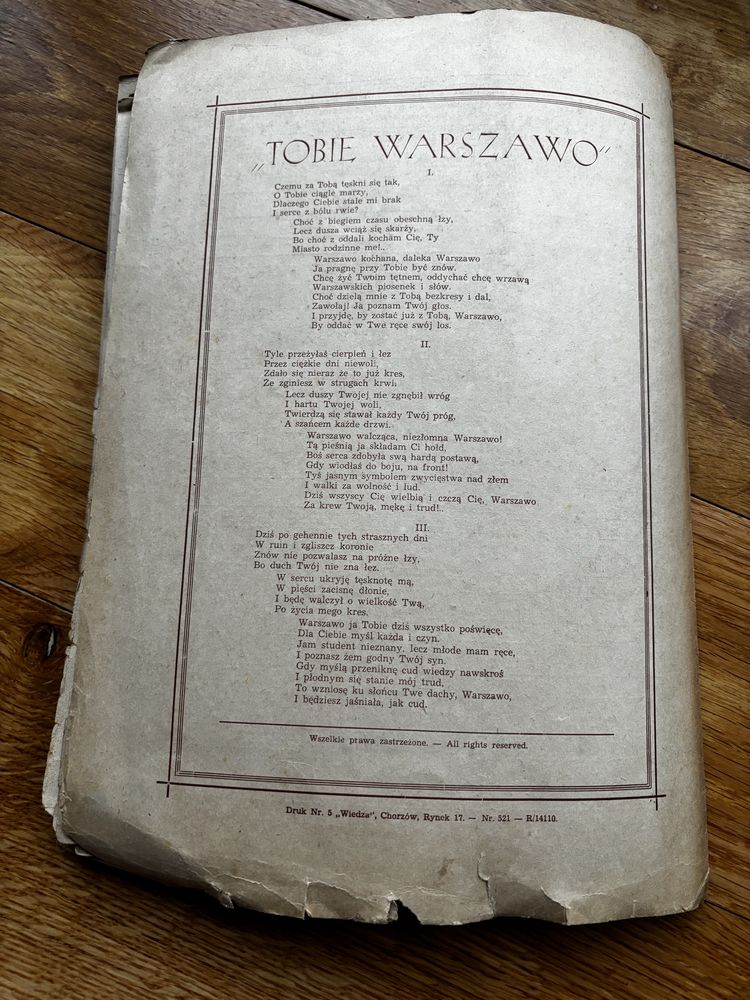 „TOBIE WARSZAWO"
I.
Czemu za Tobą tęskni się tak,
O Tobie ciągle marzy,
Dlaczego Ciebie stale mi brak
I serce z bólu rwie?
Choć z biegiem czasu obeschną łzy,
Lecz dusza wciąż się skarży,
Bo choć z oddali kocham Cię, Ty
Miasto rodzinne me!..
Warszawo kochana, daleka Warszawo
Ja pragnę przy Tobie być znów.
Chcę żyć Twoim tętnem, oddychać chcę wrzawą
Warszawskich piosenek i słów.
Choć dzielą mnie z Tobą bezkresy i dal,
Zawołaj! Ja poznam Twój głos.
I przyjdę, by zostać już z Tobą, Warszawo,
By oddać w Twe ręce swój los.
II.
Tyle przeżyłaś cierpień i łez
Przez ciężkie dni niewoli,
Zdało się nieraz że to już kres,
Że zginiesz w strugach krwi:
Lecz duszy Twojej nie zgnębił wróg
I hartu Twojej woli,
Twierdzą się stawał każdy Twój próg,
A szańcem każde drzwi.
Warszawo walcząca, niezłomna Warszawo!
Tą pieśnią ja składam Ci hołd,
Boś serca zdobyła swą hardą postawą,
Gdy wiodłaś do boju, na front!
Tyś jasnym symbolem zwycięstwa nad złem
I walki za wolność i lud.
Dziś wszyscy Cię wielbią i czczą Cię, Warszawo
Za krew Twoją, mękę i trud!..
III.
Dziś po gehennie tych strasznych dni
W ruin i zgliszcz koronie
Znów nie pozwalasz na próżne łzy,
Bo duch Twój nie zna łez.
W sercu ukryję tęsknotę mą,
W pięści zacisnę dłonie,
I będę walczył o wielkość Twą,
Po życia mego kres.
Warszawo ja Tobie dziś wszystko poświęcę,
Dla Ciebie myśl każda i czyn.
Jam student nieznany, lecz młode mam ręce,
I poznasz żem godny Twój syn.
Gdy myślą przeniknę cud wiedzy nawskroś
I płodnym się stanie mój trud,
To wzniosę ku słońcu Twe dachy, Warszawo,
I będziesz jaśniała, jak cud.
Wszelkie prawa zastrzeżone. — All rights reserved.
Druk Nr. 5 „Wiedza", Chorzów, Rynek 17. — Nr. 521 — R/14110.